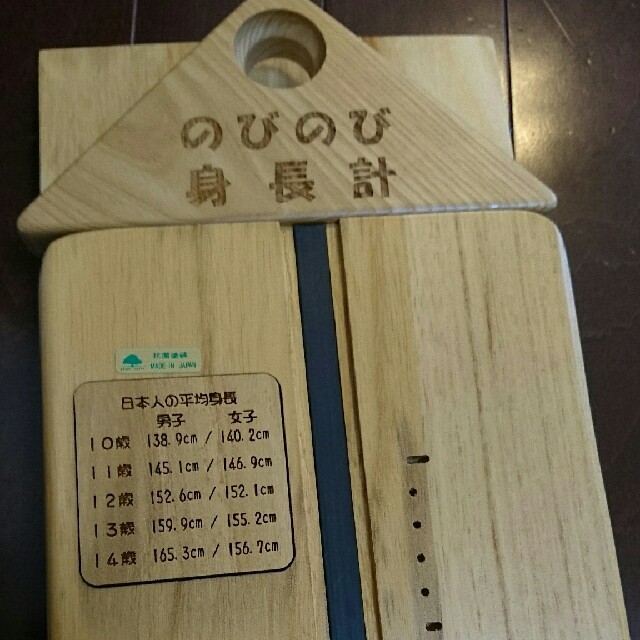 のびのび
身長計
抗菌塗装
MADE IN JAPAN
日本人の平均身長
男子 女子
10歳 138.9cm / 140.2cm
11歳 145.1cm / 146.9cm
12歳 152.6cm / 152.1cm
13歳 159.9cm / 155.2cm
14歳 165.3cm / 156.7cm